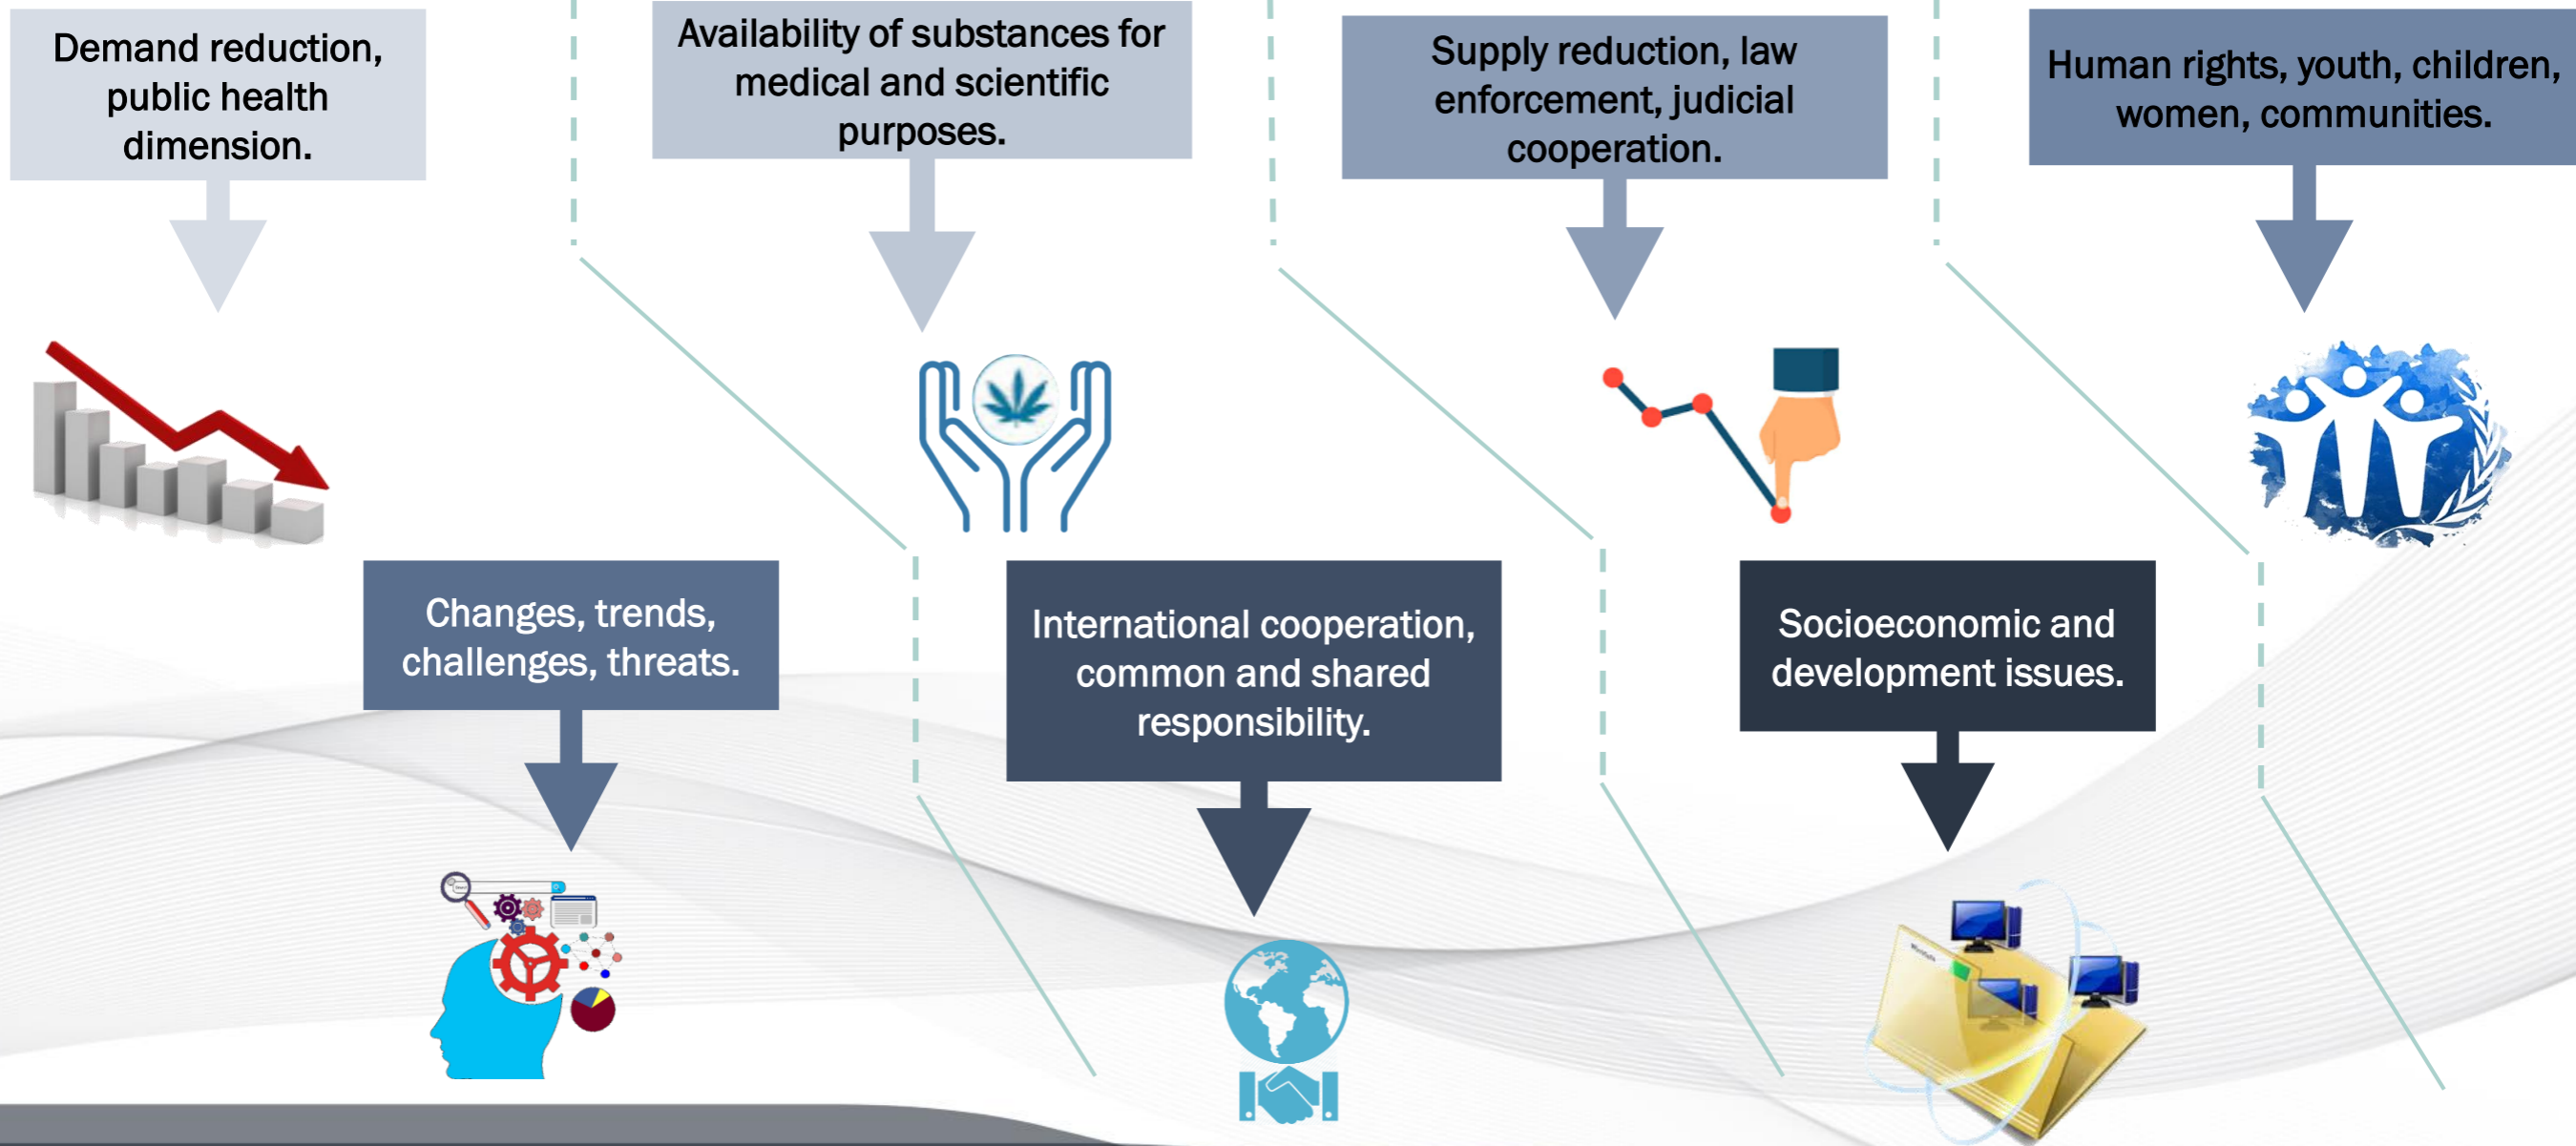 Demand reduction,
public health
dimension.
Availability of substances for
medical and scientific
purposes.
Supply reduction, law
enforcement, judicial
cooperation.
Human rights, youth, children,
women, communities.
Changes, trends,
challenges, threats.
International cooperation,
common and shared
responsibility.
Socioeconomic and
development issues.